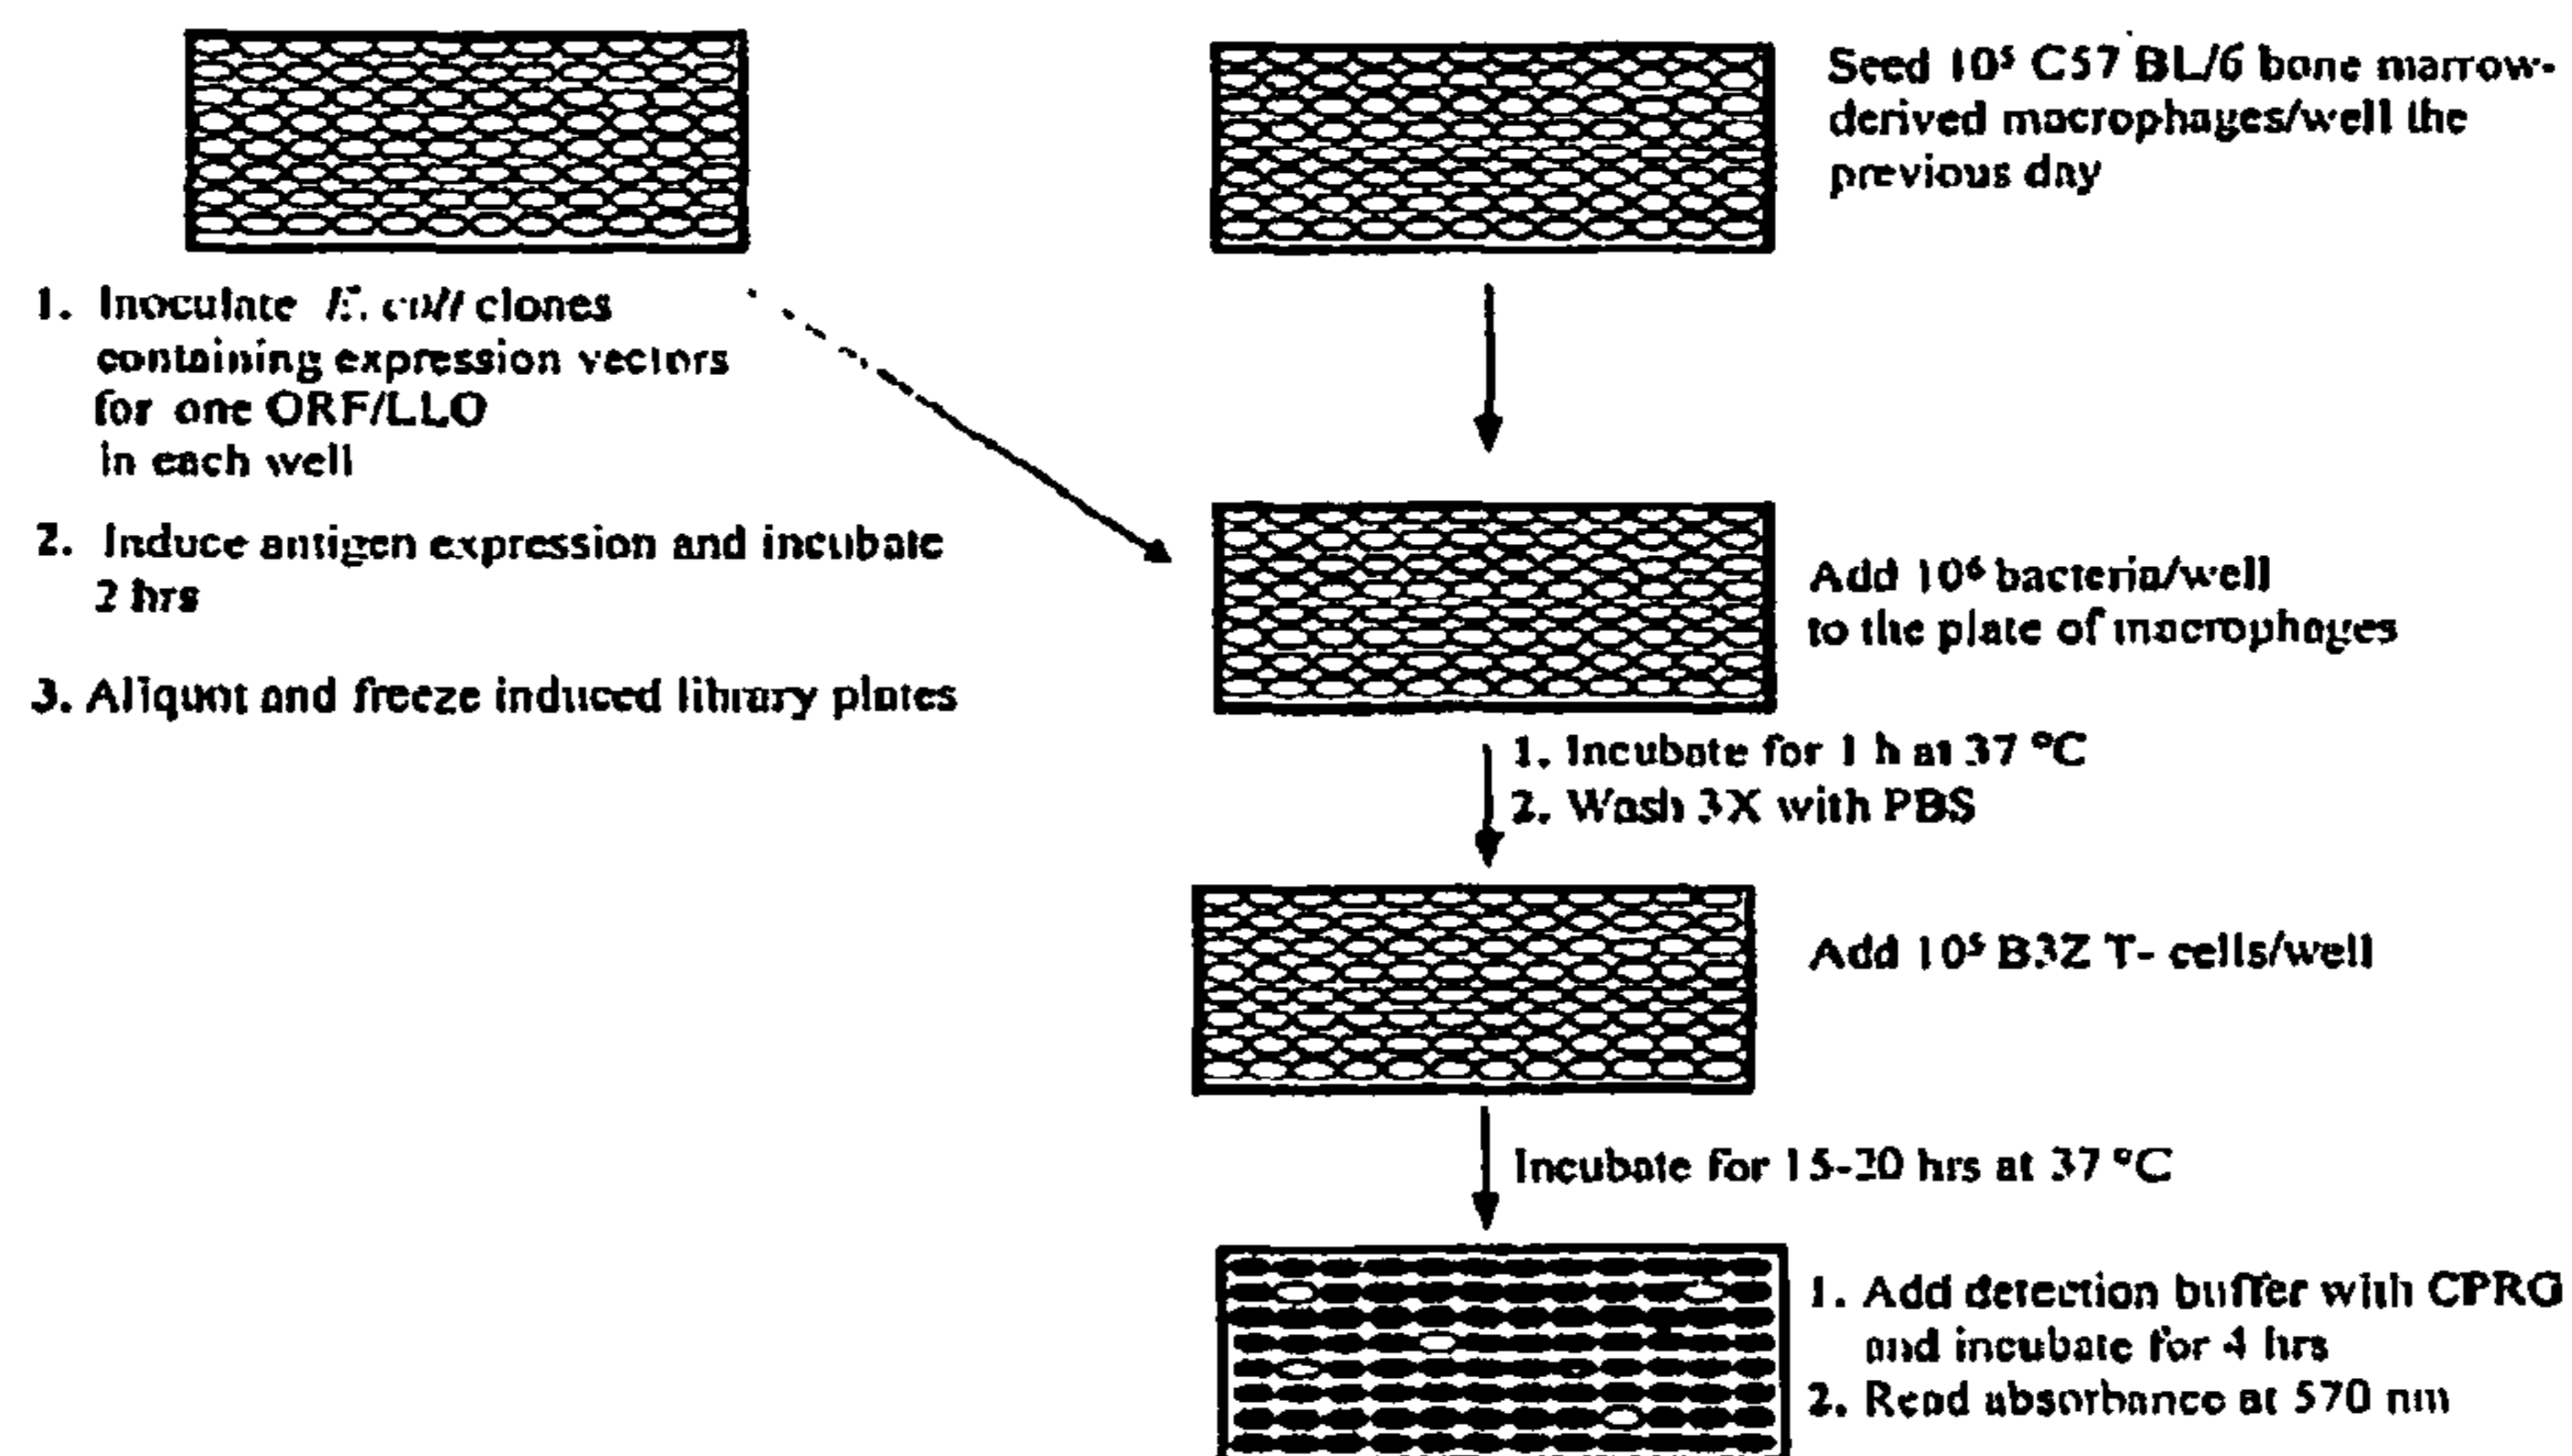 Seed 10⁵ C57 BL/6 bone marrow-
derived macrophages/well the
previous day
1. Inoculate E. coli clones
containing expression vectors
for one ORF/LLO
in each well
2. Induce antigen expression and incubate
2 hrs
3. Aliquot and freeze induced library plates
Add 10⁶ bacteria/well
to the plate of macrophages
1. Incubate for 1 h at 37 °C
2. Wash 3X with PBS
Add 10⁵ B3Z T- cells/well
Incubate for 15-20 hrs at 37 °C
1. Add detection buffer with CPRG
and incubate for 4 hrs
2. Read absorbance at 570 nm